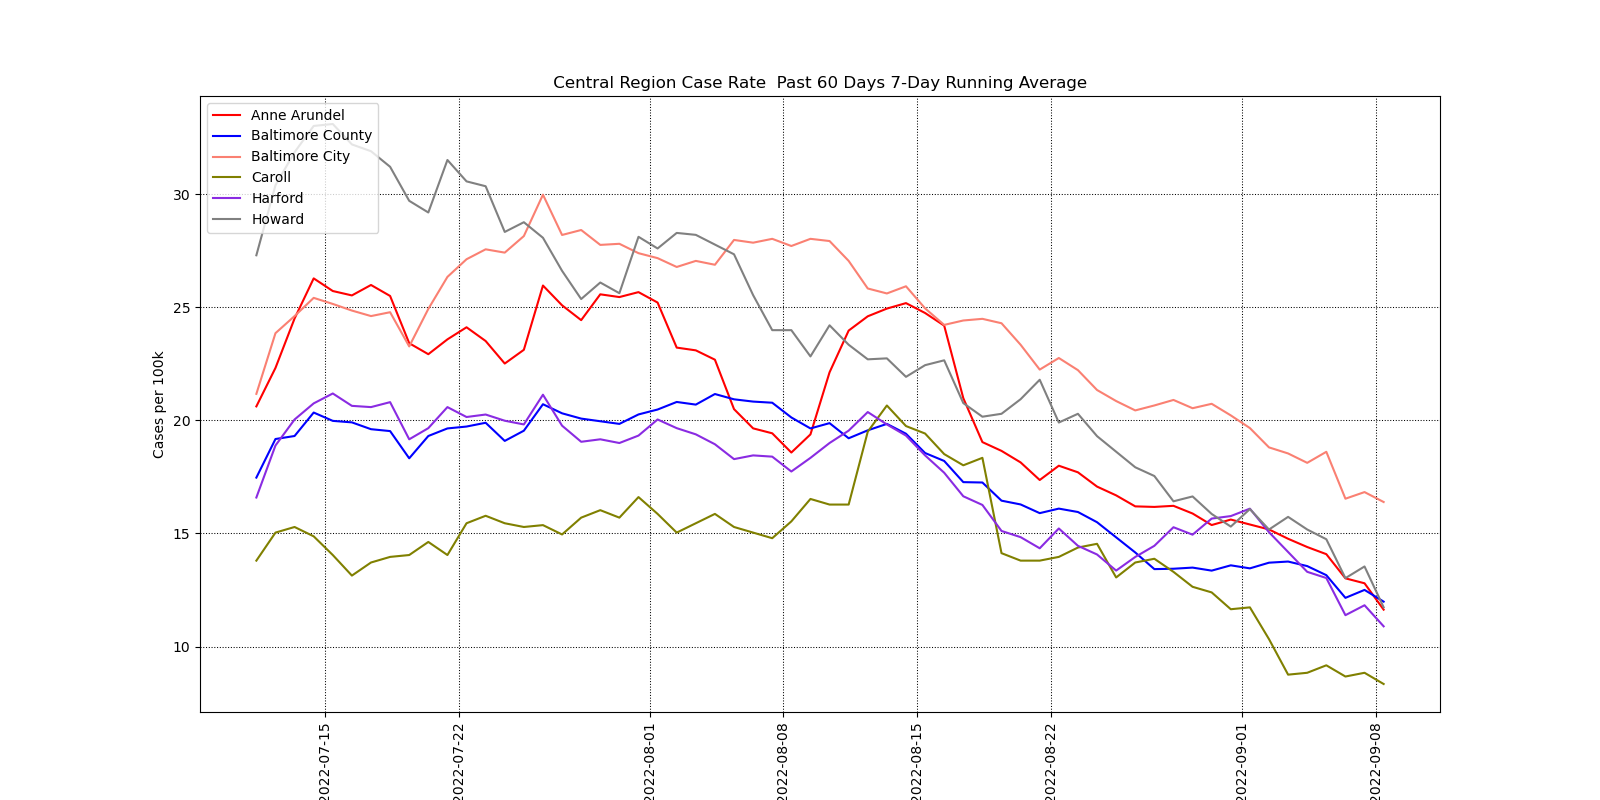 Central Region Case Rate  Past 60 Days 7-Day Running Average
Anne Arundel
Baltimore County
Baltimore City
Caroll
Harford
Howard
Cases per 100k
30
25
20
15
10
2022-07-15
2022-07-22
2022-08-01
2022-08-08
2022-08-15
2022-08-22
2022-09-01
2022-09-08